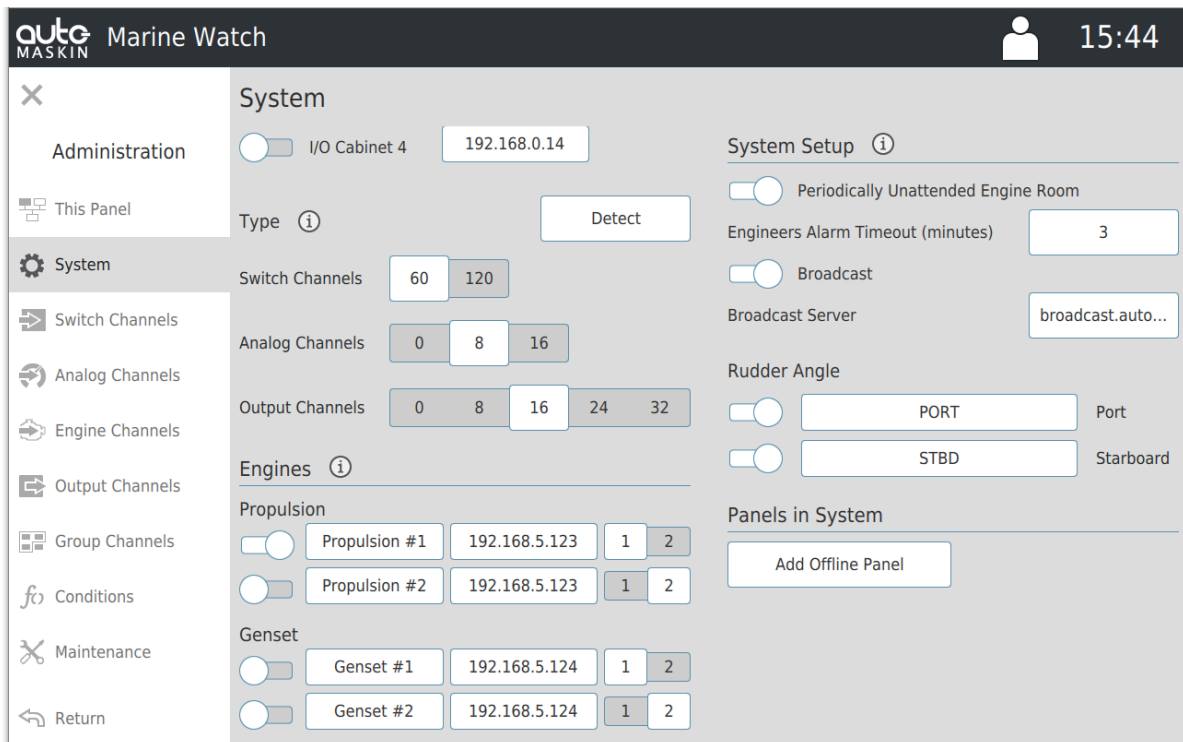 auto
MASKIN
Marine Watch
15:44
Administration
This Panel
System
Switch Channels
Analog Channels
Engine Channels
Output Channels
Group Channels
Conditions
Maintenance
Return
System
I/O Cabinet 4 192.168.0.14
Type i Detect
Switch Channels 60 120
Analog Channels 0 8 16
Output Channels 0 8 16 24 32
Engines i
Propulsion
Propulsion #1 192.168.5.123 1 2
Propulsion #2 192.168.5.123 1 2
Genset
Genset #1 192.168.5.124 1 2
Genset #2 192.168.5.124 1 2
System Setup i
Periodically Unattended Engine Room
Engineers Alarm Timeout (minutes) 3
Broadcast
Broadcast Server broadcast.auto...
Rudder Angle
PORT Port
STBD Starboard
Panels in System
Add Offline Panel